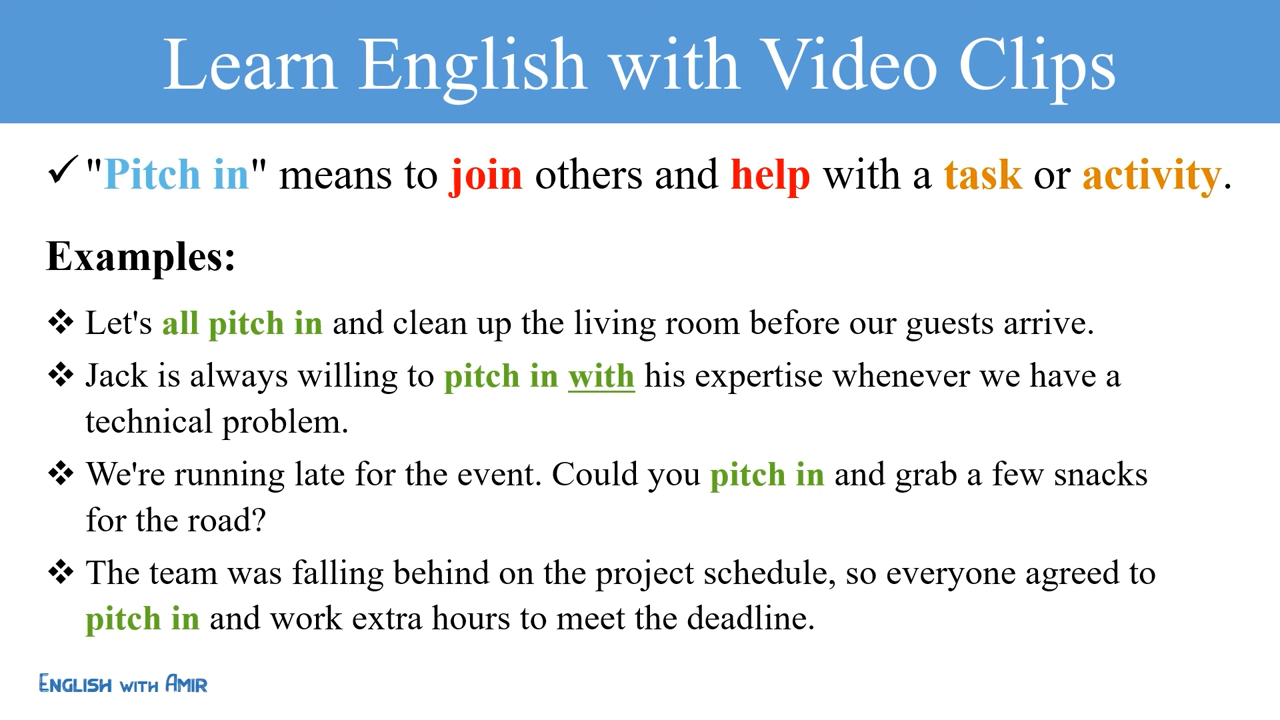 Learn English with Video Clips
✓ "Pitch in" means to join others and help with a task or activity.
Examples:
❖ Let's all pitch in and clean up the living room before our guests arrive.
❖ Jack is always willing to pitch in with his expertise whenever we have a
technical problem.
❖ We're running late for the event. Could you pitch in and grab a few snacks
for the road?
❖ The team was falling behind on the project schedule, so everyone agreed to
pitch in and work extra hours to meet the deadline.
English with Amir